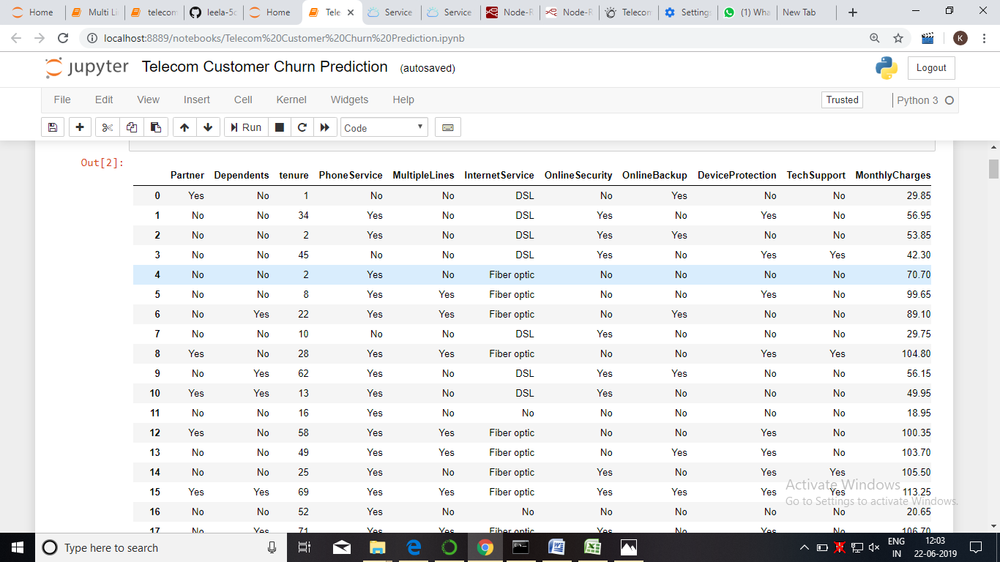 Home Multi Li telecom leela-5c Home Tele Service Service Node-R Node-R Telecon Settings (1) Wha New Tab
localhost:8889/notebooks/Telecom%20Customer%20Churn%20Prediction.ipynb K
jupyter Telecom Customer Churn Prediction (autosaved) Logout
File Edit View Insert Cell Kernel Widgets Help Trusted Python 3
Run Code
Out[2]:
Partner Dependents tenure PhoneService MultipleLines InternetService OnlineSecurity OnlineBackup DeviceProtection TechSupport MonthlyCharges
0 Yes No 1 No No DSL No Yes No No 29.85
1 No No 34 Yes No DSL Yes No Yes No 56.95
2 No No 2 Yes No DSL Yes Yes No No 53.85
3 No No 45 No No DSL Yes No Yes Yes 42.30
4 No No 2 Yes No Fiber optic No No No No 70.70
5 No No 8 Yes Yes Fiber optic No No Yes No 99.65
6 No Yes 22 Yes Yes Fiber optic No Yes No No 89.10
7 No No 10 No No DSL Yes No No No 29.75
8 Yes No 28 Yes Yes Fiber optic No No Yes Yes 104.80
9 No Yes 62 Yes No DSL Yes Yes No No 56.15
10 Yes Yes 13 Yes No DSL Yes No No No 49.95
11 No No 16 Yes No No No No No No 18.95
12 Yes No 58 Yes Yes Fiber optic No No Yes No 100.35
13 No No 49 Yes Yes Fiber optic No Yes Yes No 103.70
14 No No 25 Yes No Fiber optic Yes No Yes Yes 105.50
15 Yes Yes 69 Yes Yes Fiber optic Yes Yes Yes Yes 113.25
16 No No 52 Yes No No No No No No 20.65
17 No Yes 71 Yes Yes Fiber optic Yes No Yes No 106.70
Activate Windows
Go to Settings to activate Windows.
Type here to search
ENG
IN
12:03
22-06-2019